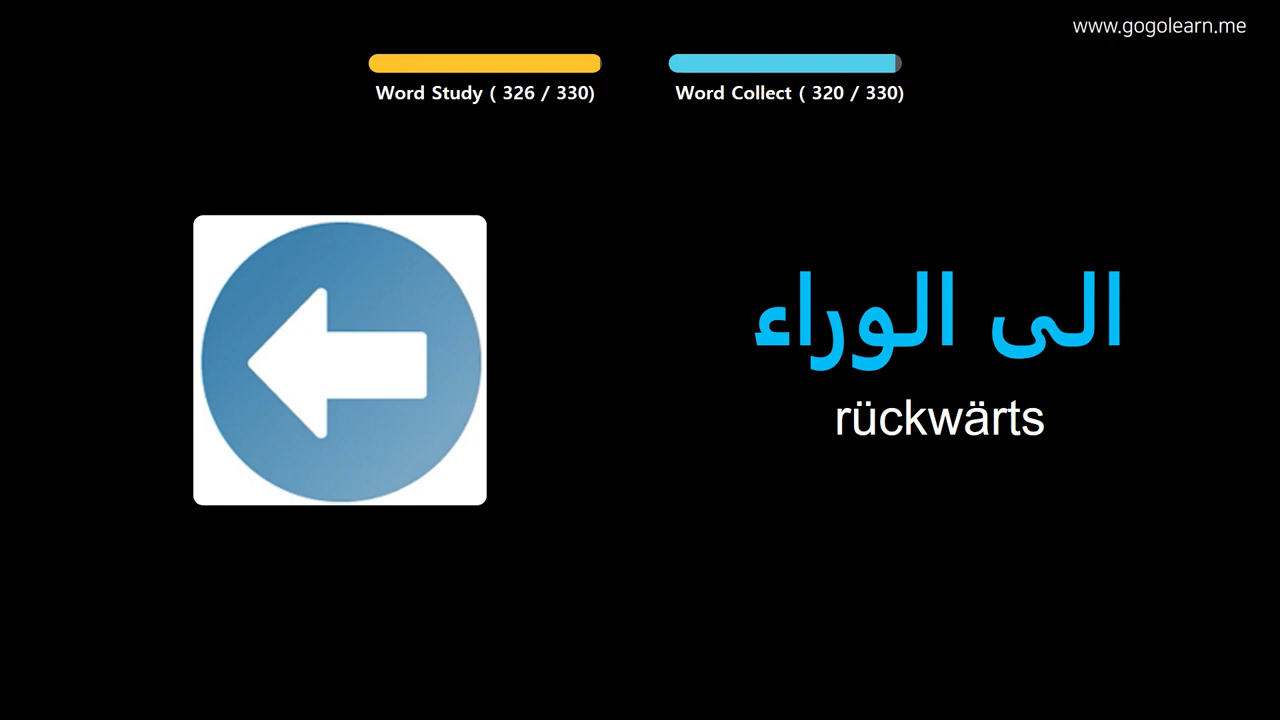 www.gogolearn.me
Word Study ( 326 / 330)
Word Collect ( 320 / 330)
الى الوراء
rückwärts